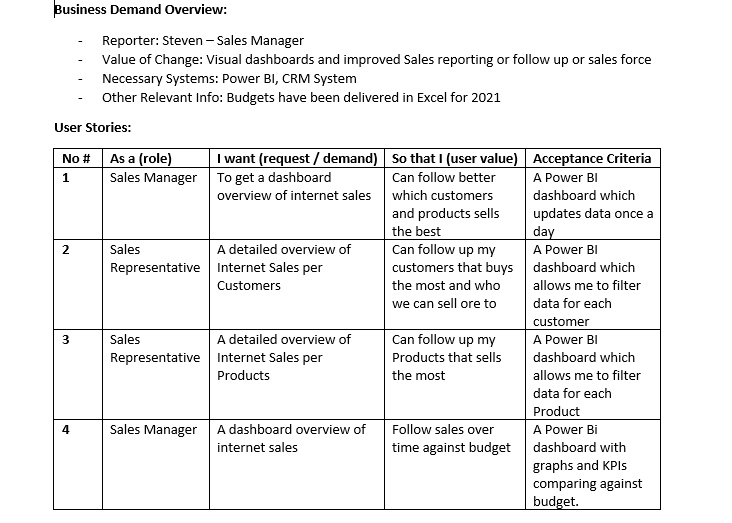 Business Demand Overview:
- Reporter: Steven – Sales Manager
- Value of Change: Visual dashboards and improved Sales reporting or follow up or sales force
- Necessary Systems: Power BI, CRM System
- Other Relevant Info: Budgets have been delivered in Excel for 2021
User Stories:
No # As a (role) I want (request / demand) So that I (user value) Acceptance Criteria
1 Sales Manager To get a dashboard Can follow better A Power BI
overview of internet sales which customers dashboard which
and products sells updates data once a
the best day
2 Sales A detailed overview of Can follow up my A Power BI
Representative Internet Sales per customers that buys dashboard which
Customers the most and who allows me to filter
we can sell ore to data for each
customer
3 Sales A detailed overview of Can follow up my A Power BI
Representative Internet Sales per Products that sells dashboard which
Products the most allows me to filter
data for each
Product
4 Sales Manager A dashboard overview of Follow sales over A Power Bi
internet sales time against budget dashboard with
graphs and KPIs
comparing against
budget.